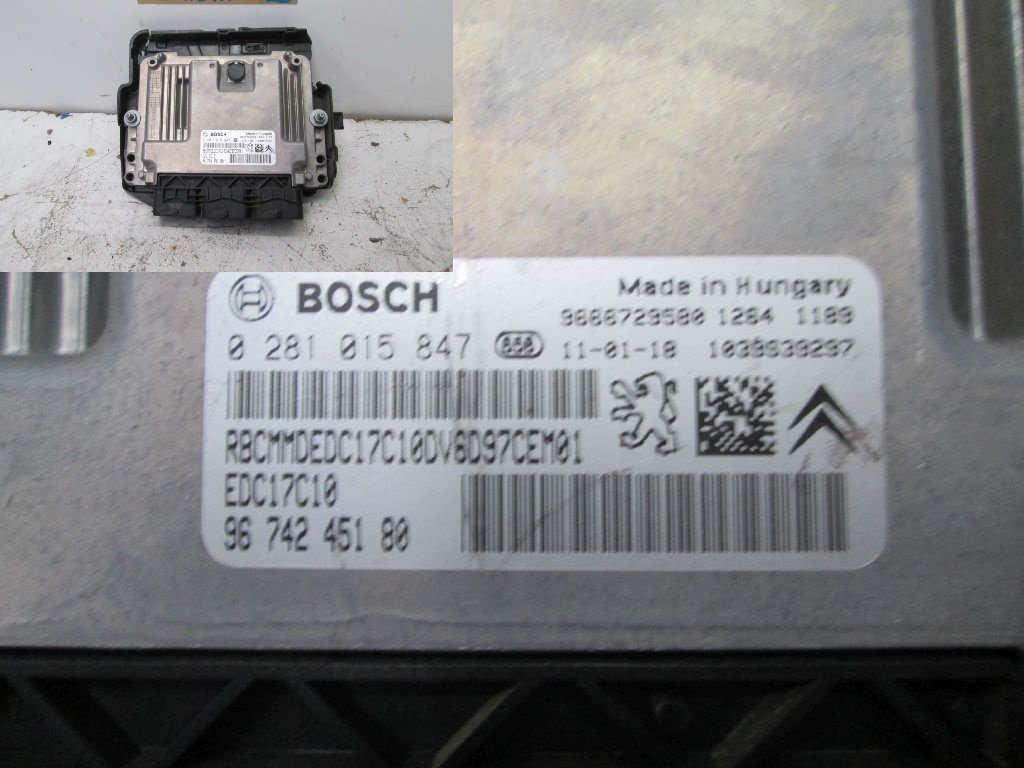 BOSCH
Made in Hungary
9666729580 1284 1189
0 281 015 847 658 11-01-18 1039S39297
RBCMMDEDC17C10DV6D97CEM01
EDC17C10
96 742 451 80